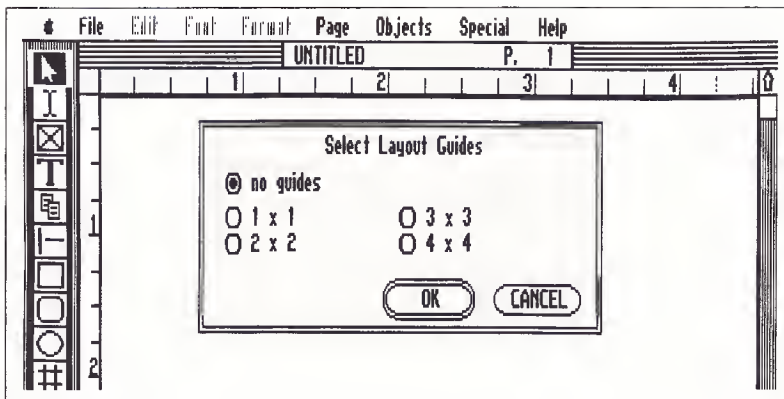 File Edit Font Format Page Objects Special Help
UNTITLED P. 1
1 2 3 4
Select Layout Guides
no guides
1 x 1 3 x 3
2 x 2 4 x 4
OK CANCEL
1
2
T